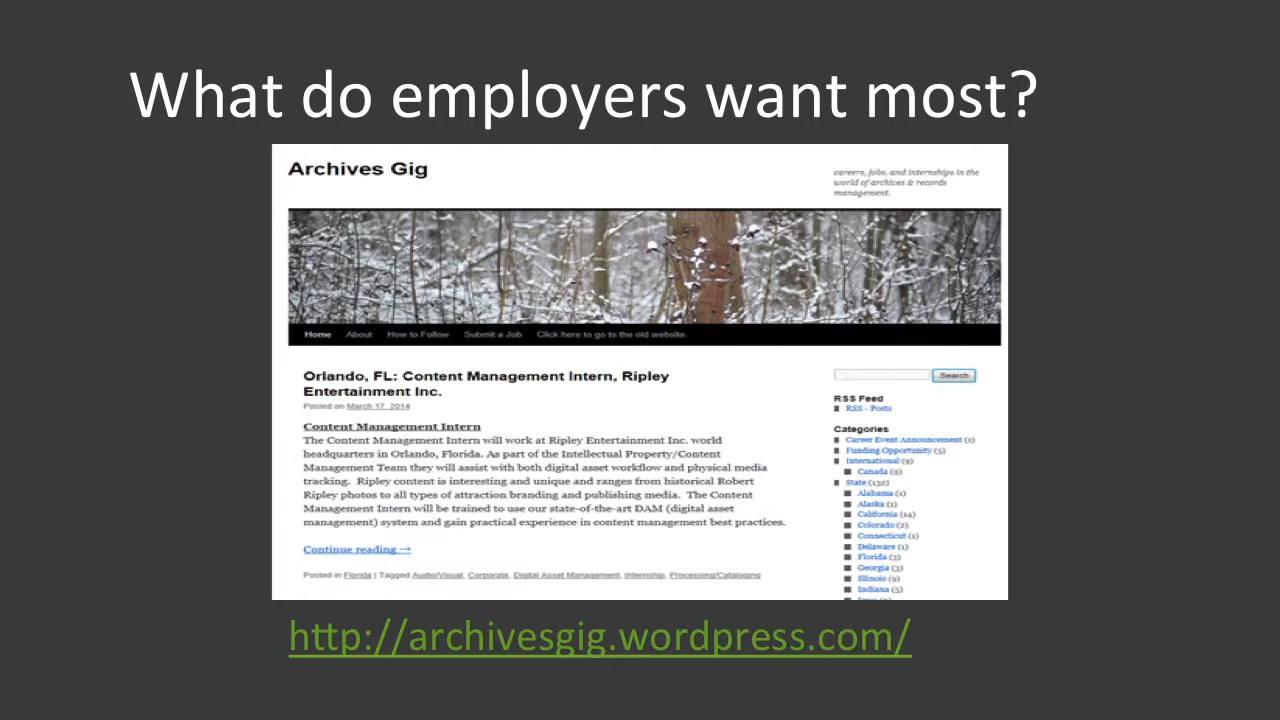 What do employers want most?
Archives Gig
careers, jobs, and internships in the
world of archives & records
management.
Home About How to Follow Submit a Job Click here to go to the old website.
Orlando, FL: Content Management Intern, Ripley
Entertainment Inc.
Posted on March 17, 2014
Content Management Intern
The Content Management Intern will work at Ripley Entertainment Inc. world
headquarters in Orlando, Florida. As part of the Intellectual Property/Content
Management Team they will assist with both digital asset workflow and physical media
tracking. Ripley content is interesting and unique and ranges from historical Robert
Ripley photos to all types of attraction branding and publishing media. The Content
Management Intern will be trained to use our state-of-the-art DAM (digital asset
management) system and gain practical experience in content management best practices.
Continue reading →
Posted in Florida | Tagged Audio/Visual, Corporate, Digital Asset Management, Internship, Processing/Cataloging
Search
RSS Feed
RSS - Posts
Categories
Career Event Announcement (1)
Funding Opportunity (5)
International (9)
Canada (9)
State (132)
Alabama (1)
Alaska (1)
California (14)
Colorado (2)
Connecticut (1)
Delaware (1)
Florida (3)
Georgia (3)
Illinois (9)
Indiana (5)
http://archivesgig.wordpress.com/